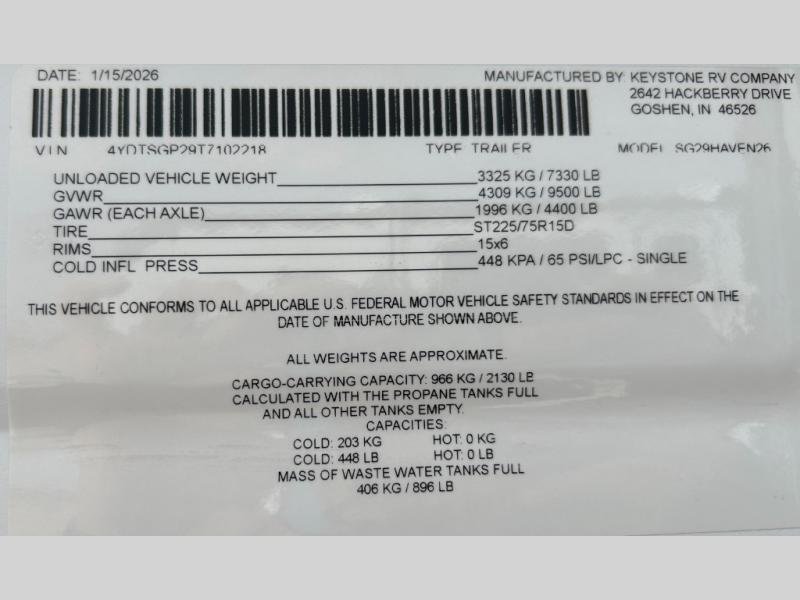 DATE: 1/15/2026
MANUFACTURED BY: KEYSTONE RV COMPANY
2642 HACKBERRY DRIVE
GOSHEN, IN 46526
VIN 4YDTSGP29T7102218 TYPE TRAILER MODEL SG29HAVEN26
UNLOADED VEHICLE WEIGHT 3325 KG / 7330 LB
GVWR 4309 KG / 9500 LB
GAWR (EACH AXLE) 1996 KG / 4400 LB
TIRE ST225/75R15D
RIMS 15x6
COLD INFL PRESS 448 KPA / 65 PSI/LPC - SINGLE
THIS VEHICLE CONFORMS TO ALL APPLICABLE U.S. FEDERAL MOTOR VEHICLE SAFETY STANDARDS IN EFFECT ON THE
DATE OF MANUFACTURE SHOWN ABOVE.
ALL WEIGHTS ARE APPROXIMATE.
CARGO-CARRYING CAPACITY: 966 KG / 2130 LB
CALCULATED WITH THE PROPANE TANKS FULL
AND ALL OTHER TANKS EMPTY.
CAPACITIES:
COLD: 203 KG HOT: 0 KG
COLD: 448 LB HOT: 0 LB
MASS OF WASTE WATER TANKS FULL
406 KG / 896 LB